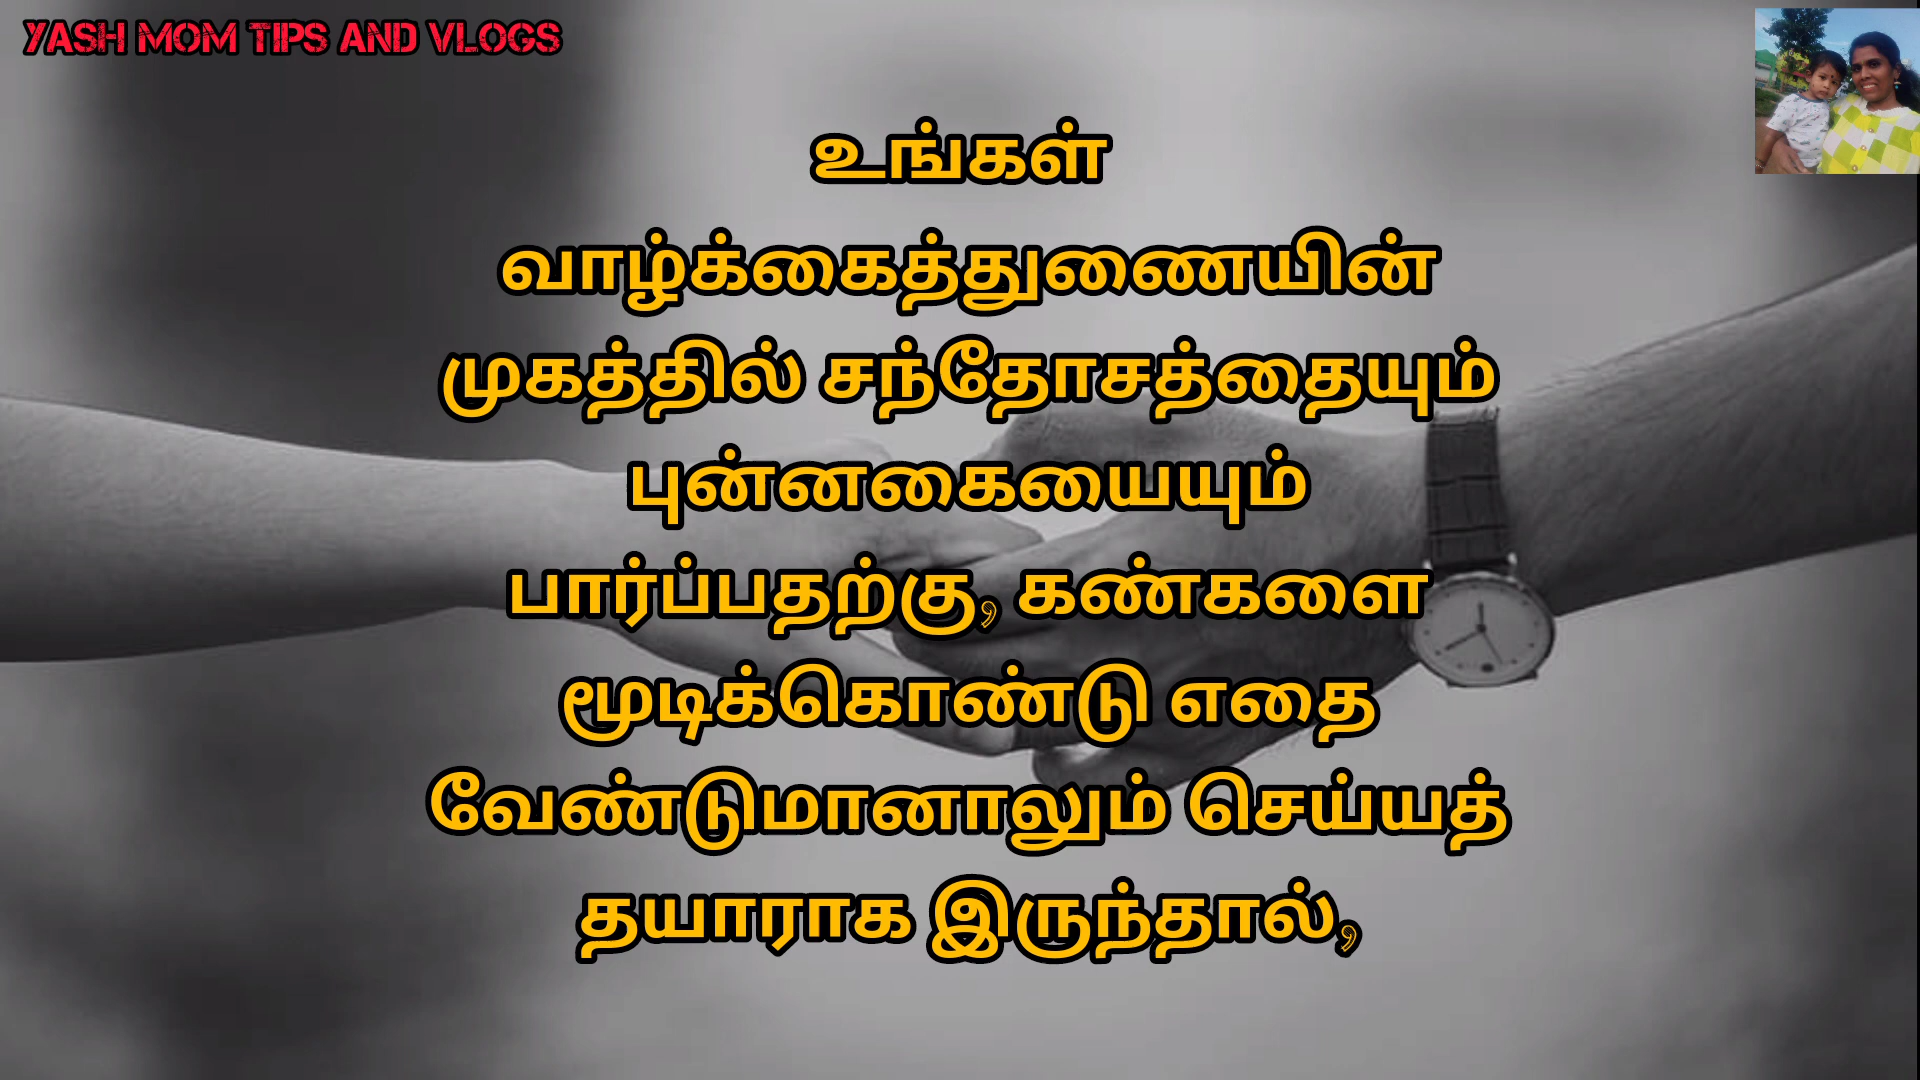 YASH MOM TIPS AND VLOGS
உங்கள்
வாழ்க்கைத்துணையின்
முகத்தில் சந்தோசத்தையும்
புன்னகையையும்
பார்ப்பதற்கு, கண்களை
மூடிக்கொண்டு எதை
வேண்டுமானாலும் செய்யத்
தயாராக இருந்தால்,